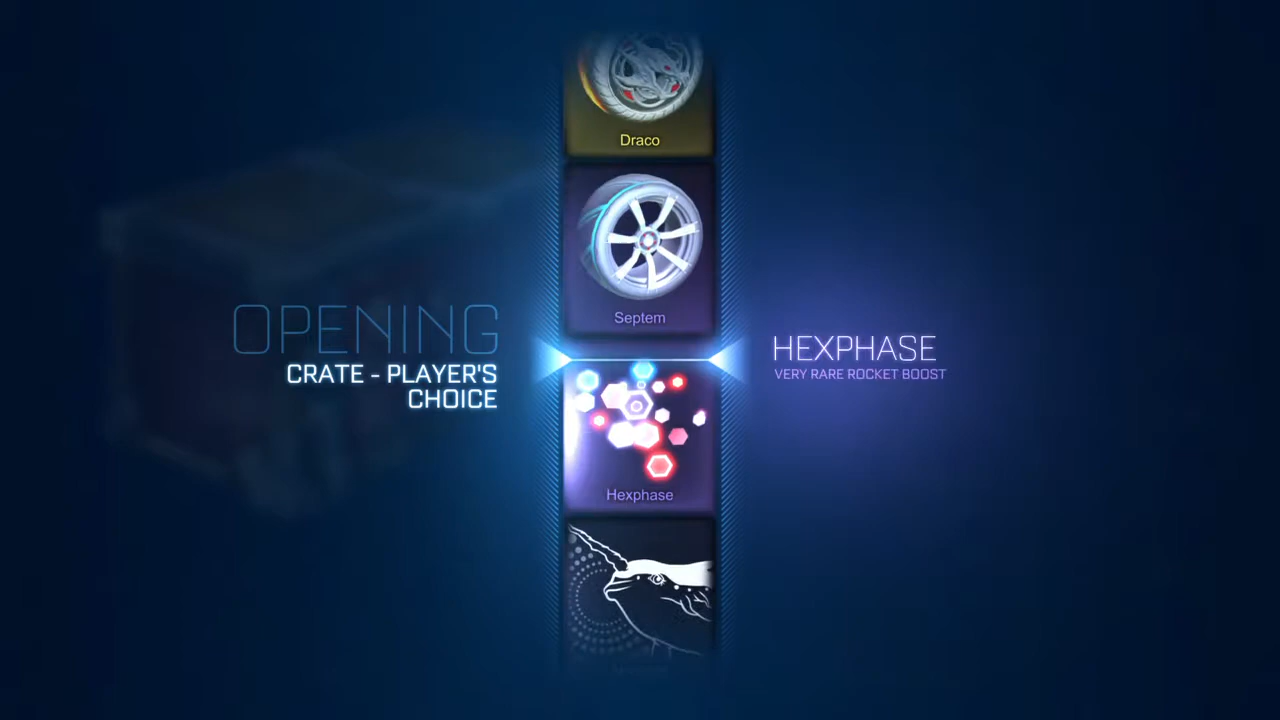 Draco
Septem
OPENING
CRATE - PLAYER'S
CHOICE
HEXPHASE
VERY RARE ROCKET BOOST
Hexphase